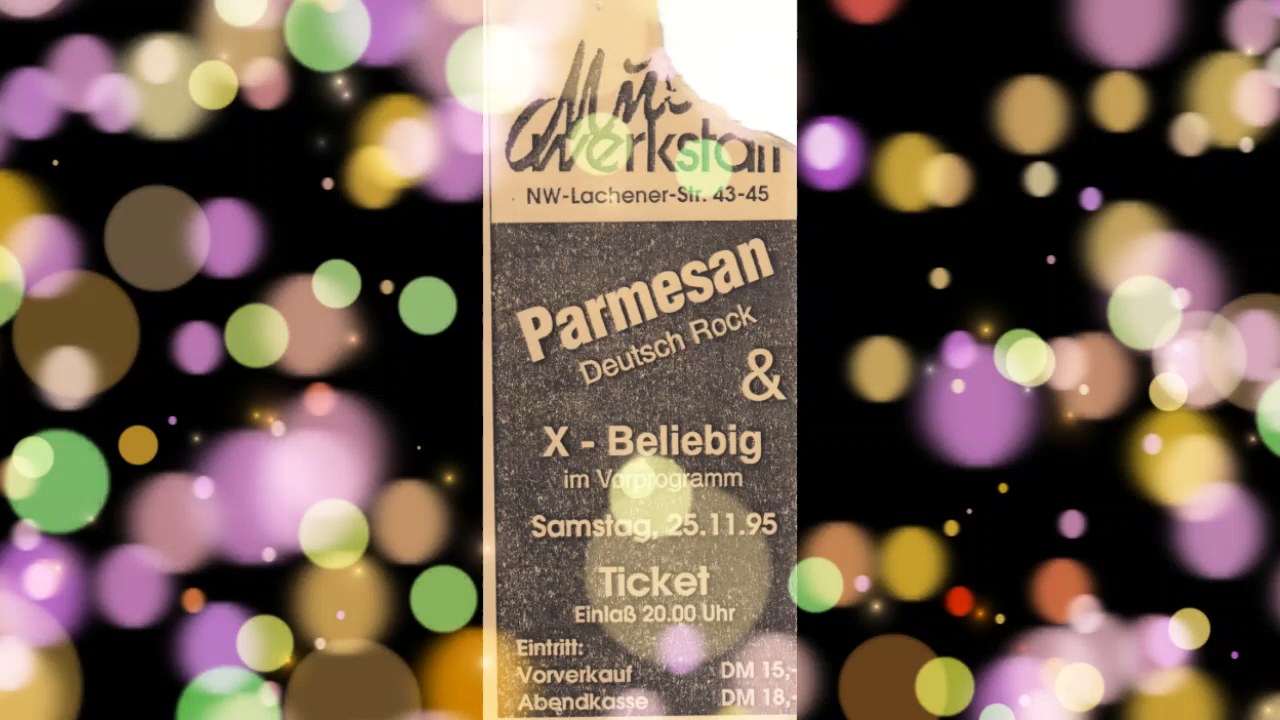 werkstatt
NW-Lachener-Str. 43-45
Parmesan
Deutsch Rock
&
X - Beliebig
im Vorprogramm
Samstag, 25.11.95
Ticket
Einlaß 20.00 Uhr
Eintritt:
Vorverkauf DM 15,-
Abendkasse DM 18,-